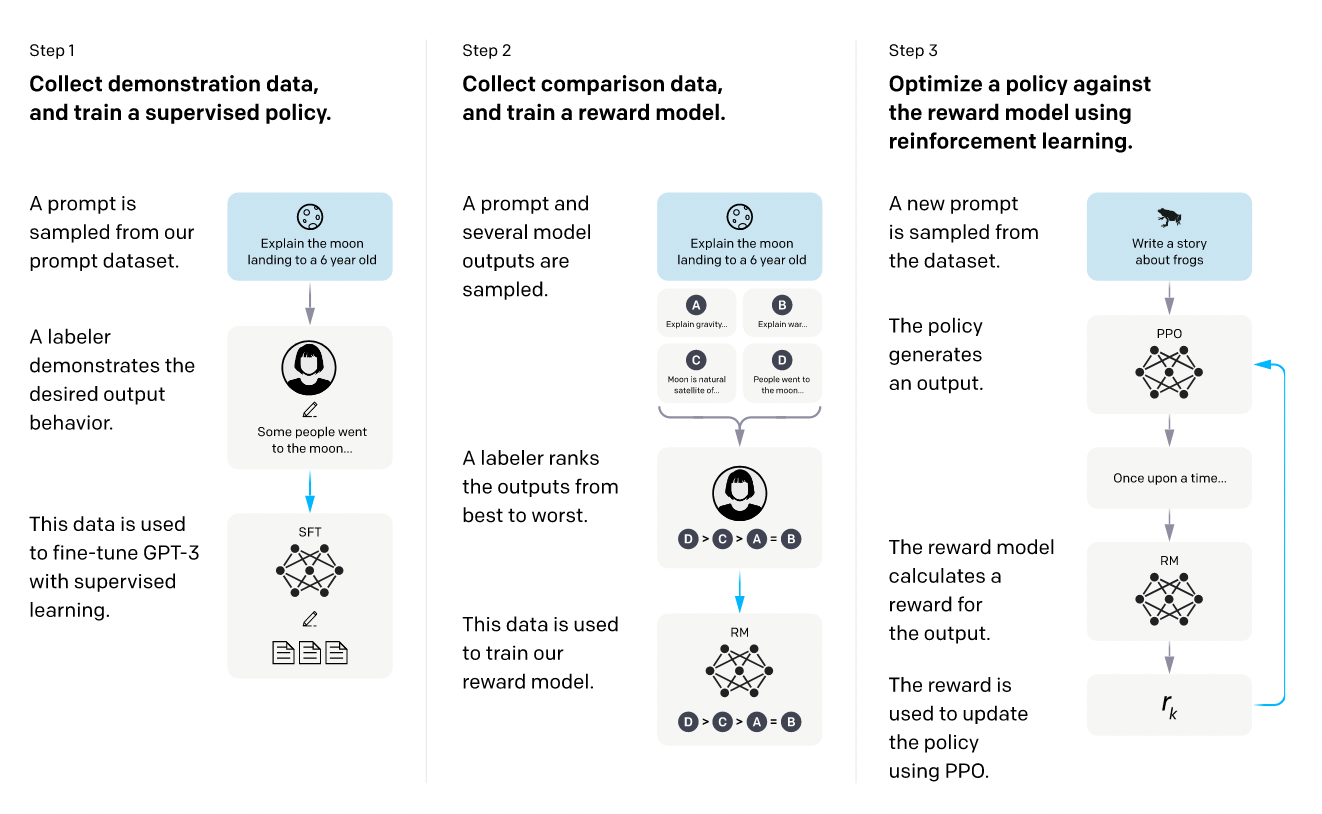 Step 1
Collect demonstration data,
and train a supervised policy.
A prompt is
sampled from our
prompt dataset.
Explain the moon
landing to a 6 year old
A labeler
demonstrates the
desired output
behavior.
Some people went
to the moon...
This data is used
to fine-tune GPT-3
with supervised
learning.
SFT
Step 2
Collect comparison data,
and train a reward model.
A prompt and
several model
outputs are
sampled.
Explain the moon
landing to a 6 year old
A
Explain gravity...
B
Explain war...
C
Moon is natural
satellite of...
D
People went to
the moon...
A labeler ranks
the outputs from
best to worst.
D > C > A = B
This data is used
to train our
reward model.
RM
D > C > A = B
Step 3
Optimize a policy against
the reward model using
reinforcement learning.
A new prompt
is sampled from
the dataset.
Write a story
about frogs
The policy
generates
an output.
PPO
Once upon a time...
The reward model
calculates a
reward for
the output.
RM
The reward is
used to update
the policy
using PPO.
rk